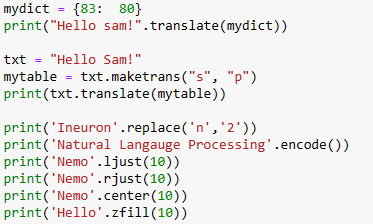 mydict = {83:  80}
print("Hello sam!".translate(mydict))

txt = "Hello Sam!"
mytable = txt.maketrans("s", "p")
print(txt.translate(mytable))

print('Ineuron'.replace('n','2'))
print('Natural Langauge Processing'.encode())
print('Nemo'.ljust(10))
print('Nemo'.rjust(10))
print('Nemo'.center(10))
print('Hello'.zfill(10))